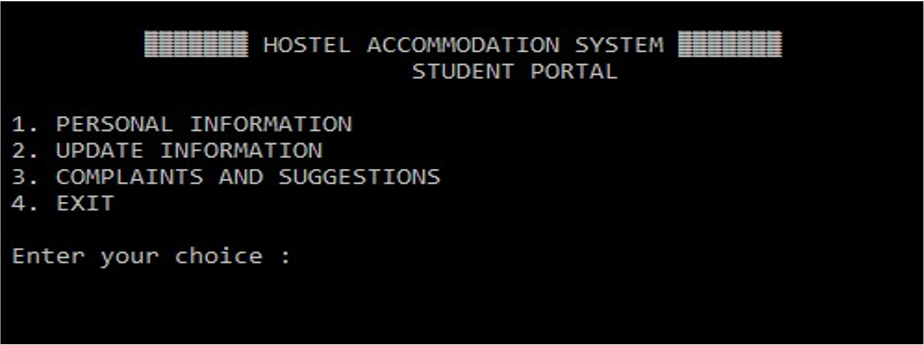 ▓▓▓▓▓▓▓ HOSTEL ACCOMMODATION SYSTEM ▓▓▓▓▓▓▓
STUDENT PORTAL
1. PERSONAL INFORMATION
2. UPDATE INFORMATION
3. COMPLAINTS AND SUGGESTIONS
4. EXIT
Enter your choice :